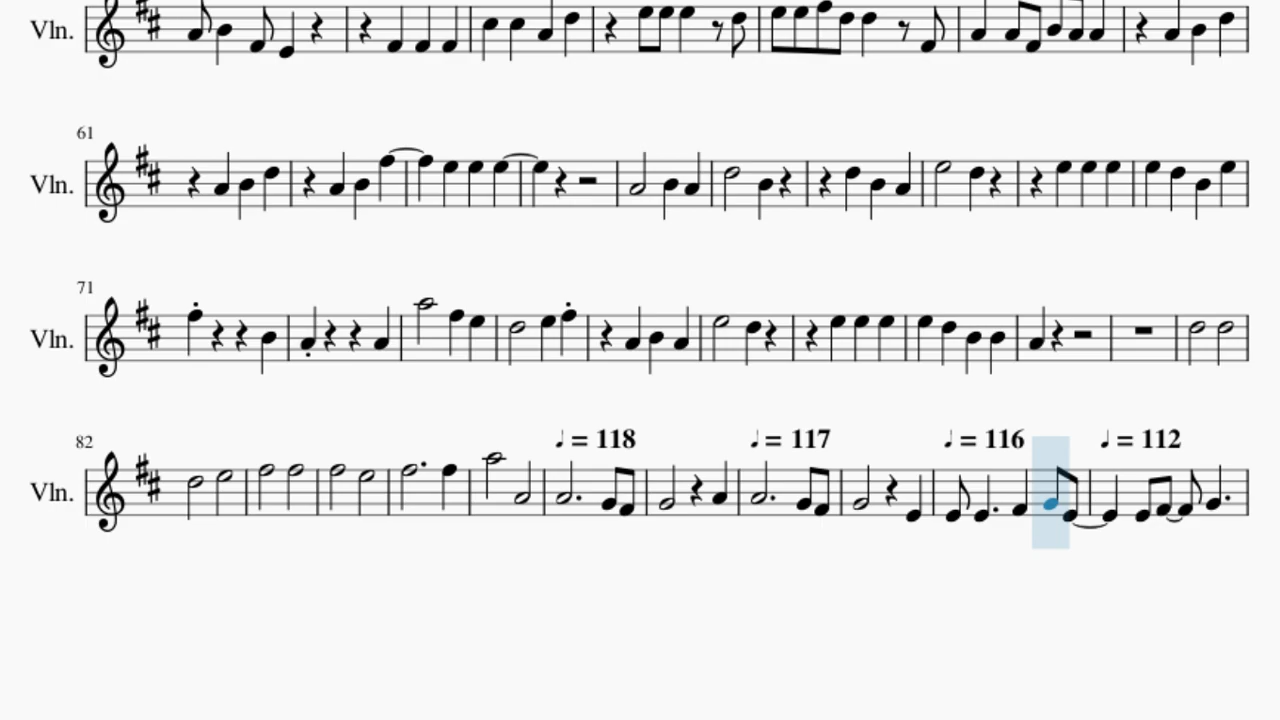 Vln.
61
Vln.
71
Vln.
82
♩ = 118 ♩ = 117 ♩ = 116 ♩ = 112
Vln.